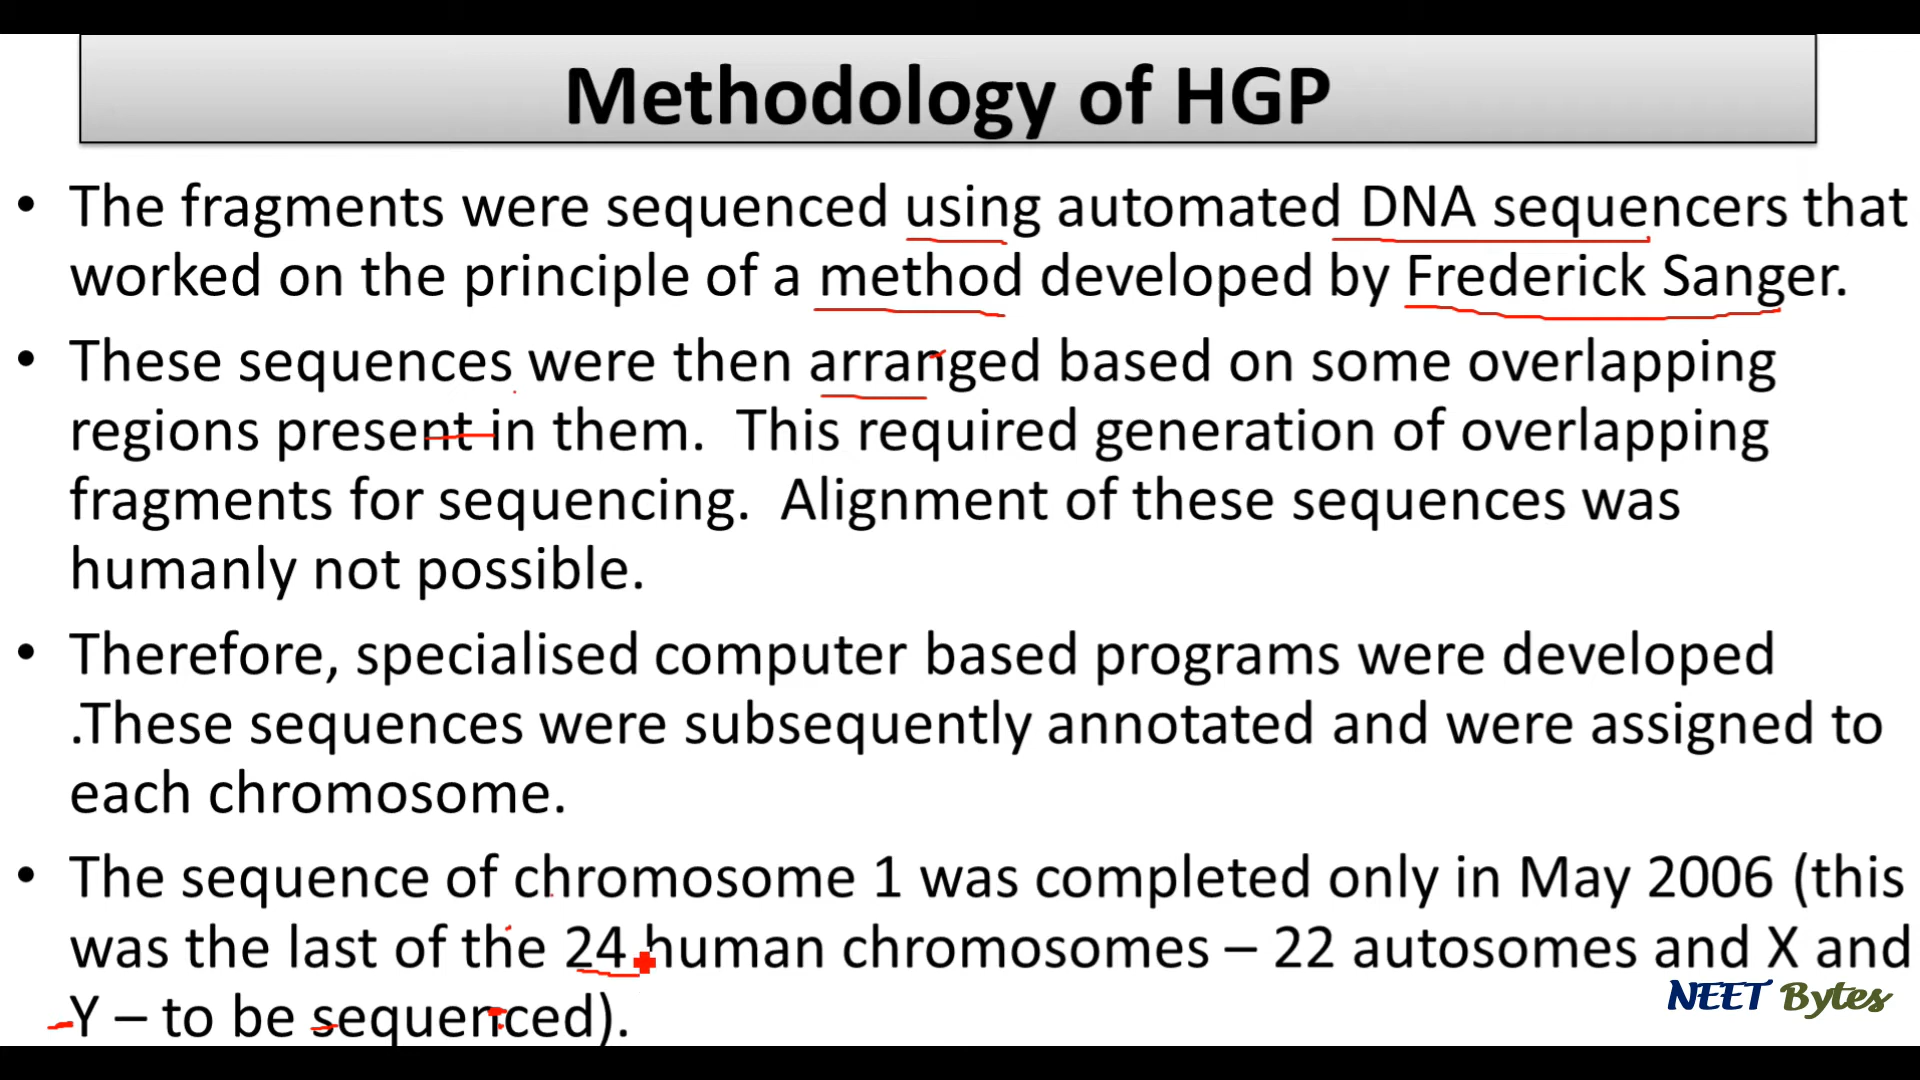 Methodology of HGP
• The fragments were sequenced using automated DNA sequencers that
worked on the principle of a method developed by Frederick Sanger.
• These sequences were then arranged based on some overlapping
regions present in them.  This required generation of overlapping
fragments for sequencing.  Alignment of these sequences was
humanly not possible.
• Therefore, specialised computer based programs were developed
.These sequences were subsequently annotated and were assigned to
each chromosome.
• The sequence of chromosome 1 was completed only in May 2006 (this
was the last of the 24 human chromosomes – 22 autosomes and X and
Y – to be sequenced).
NEET Bytes